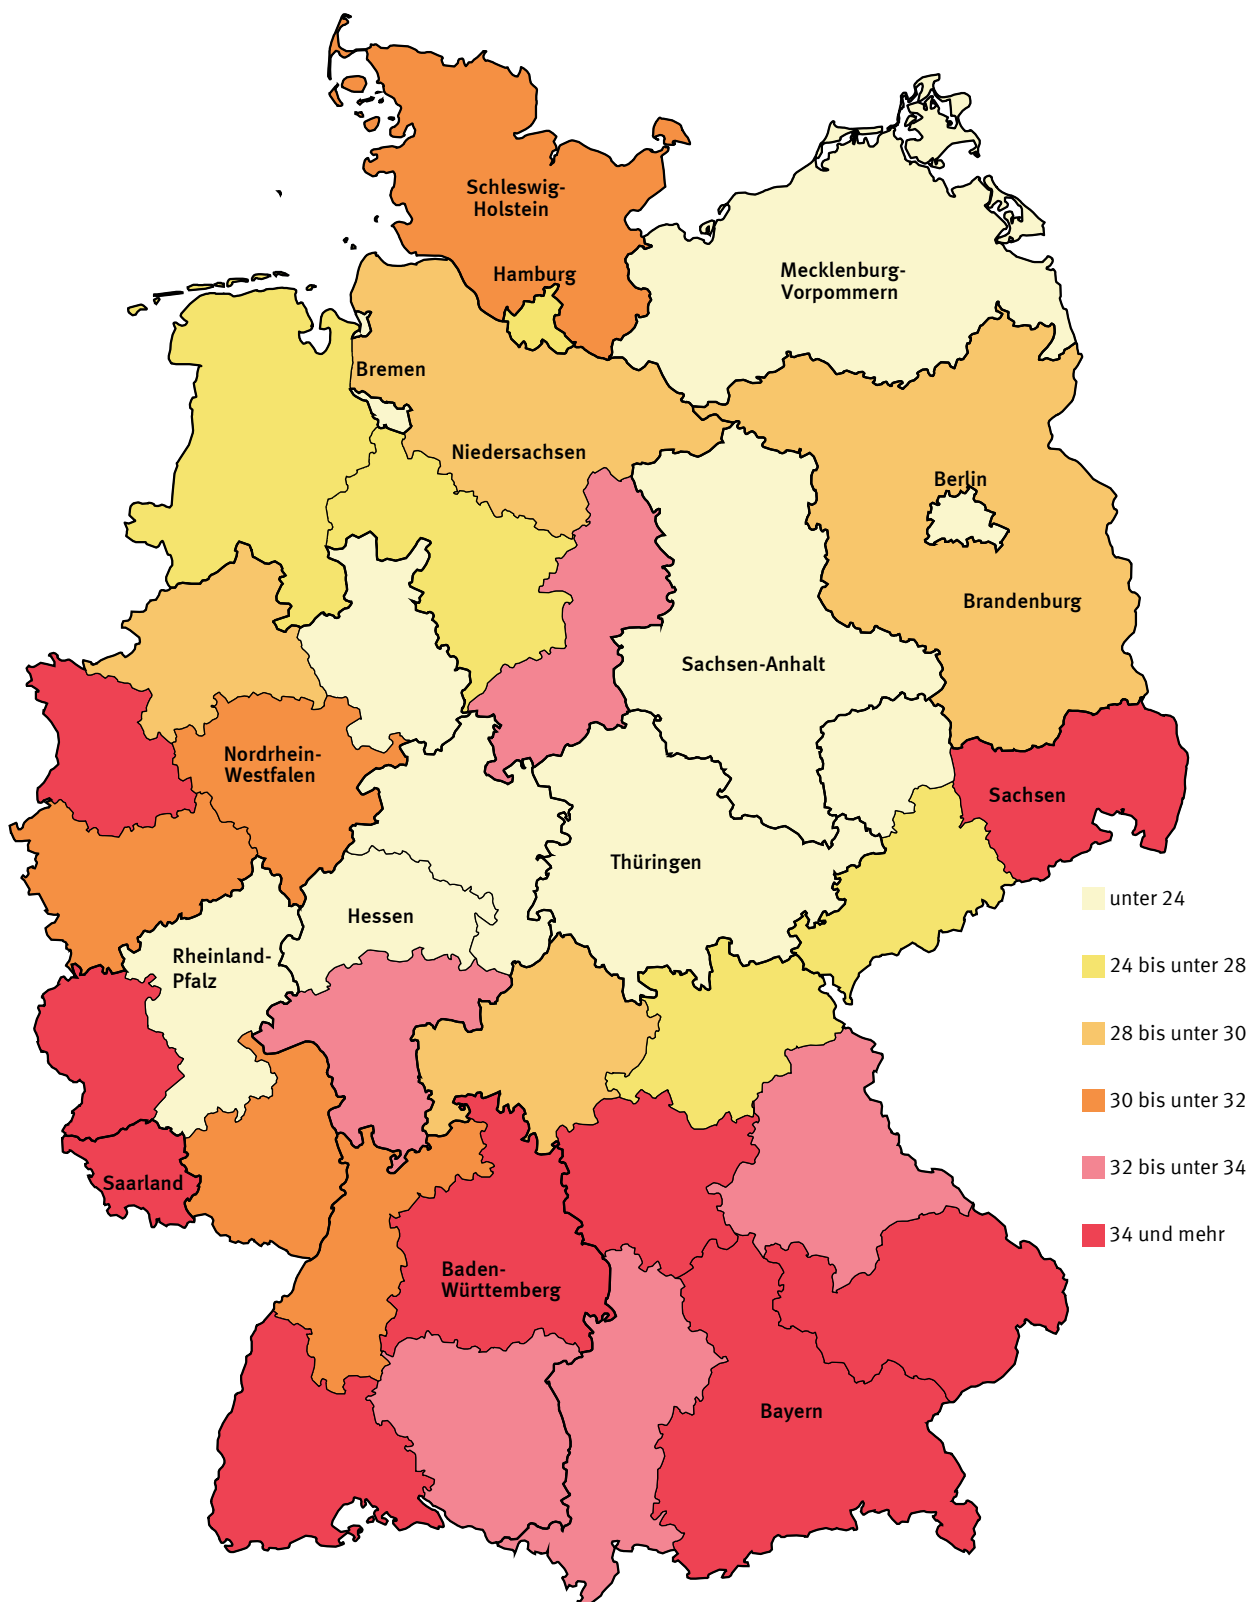 Schleswig-
Holstein
Hamburg
Mecklenburg-
Vorpommern
Bremen
Niedersachsen
Berlin
Brandenburg
Sachsen-Anhalt
Nordrhein-
Westfalen
Sachsen
Thüringen
Hessen
Rheinland-
Pfalz
Saarland
Baden-
Württemberg
Bayern
unter 24
24 bis unter 28
28 bis unter 30
30 bis unter 32
32 bis unter 34
34 und mehr